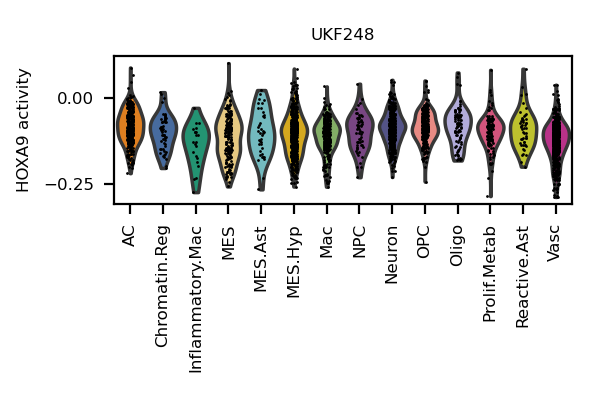 UKF248
HOXA9 activity
0.00
−0.25
AC
Chromatin.Reg
Inflammatory.Mac
MES
MES.Ast
MES.Hyp
Mac
NPC
Neuron
OPC
Oligo
Prolif.Metab
Reactive.Ast
Vasc